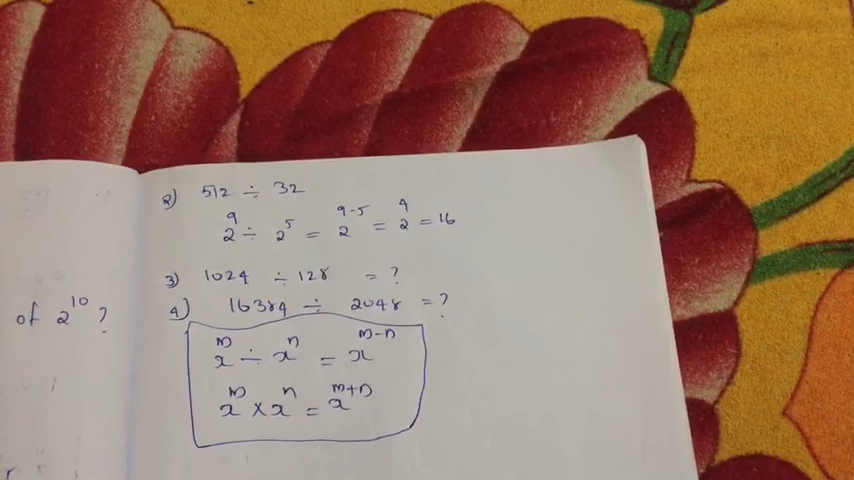 of 2^10 ?
2) 512 ÷ 32
2^9 ÷ 2^5 = 2^9-5 = 2^4 = 16
3) 1024 ÷ 128 = ?
4) 16384 ÷ 2048 = ?
x^m ÷ x^n = x^m-n
x^m × x^n = x^m+n